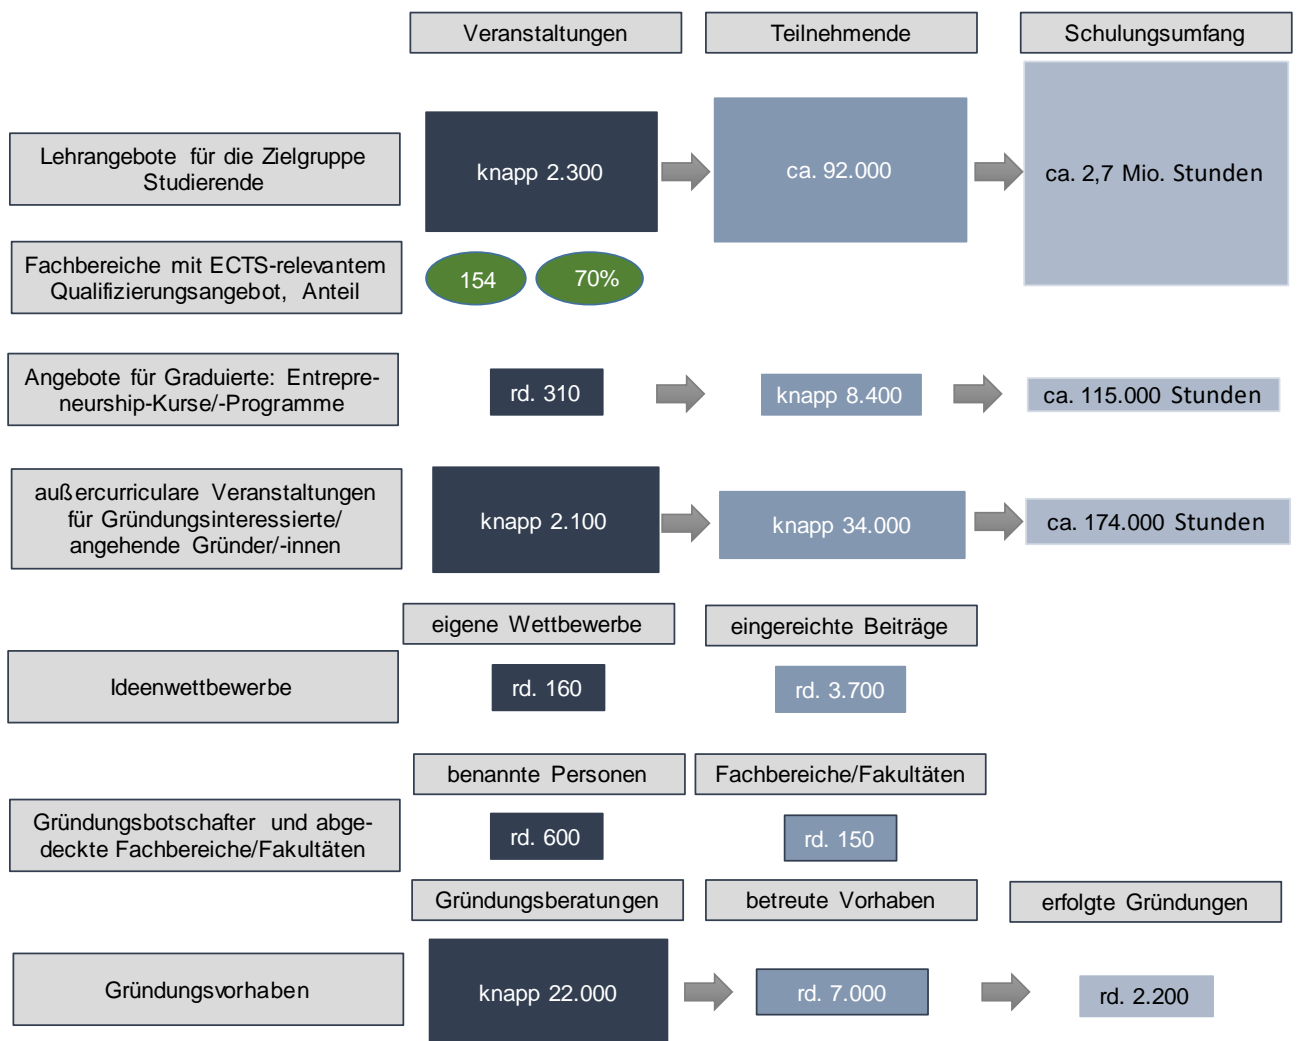 Veranstaltungen
Teilnehmende
Schulungsumfang
Lehrangebote für die Zielgruppe
Studierende
knapp 2.300
ca. 92.000
ca. 2,7 Mio. Stunden
Fachbereiche mit ECTS-relevantem
Qualifizierungsangebot, Anteil
154
70%
Angebote für Graduierte: Entrepre-
neurship-Kurse/-Programme
rd. 310
knapp 8.400
ca. 115.000 Stunden
außercurriculare Veranstaltungen
für Gründungsinteressierte/
angehende Gründer/-innen
knapp 2.100
knapp 34.000
ca. 174.000 Stunden
eigene Wettbewerbe
eingereichte Beiträge
Ideenwettbewerbe
rd. 160
rd. 3.700
benannte Personen
Fachbereiche/Fakultäten
Gründungsbotschafter und abge-
deckte Fachbereiche/Fakultäten
rd. 600
rd. 150
Gründungsberatungen
betreute Vorhaben
erfolgte Gründungen
Gründungsvorhaben
knapp 22.000
rd. 7.000
rd. 2.200